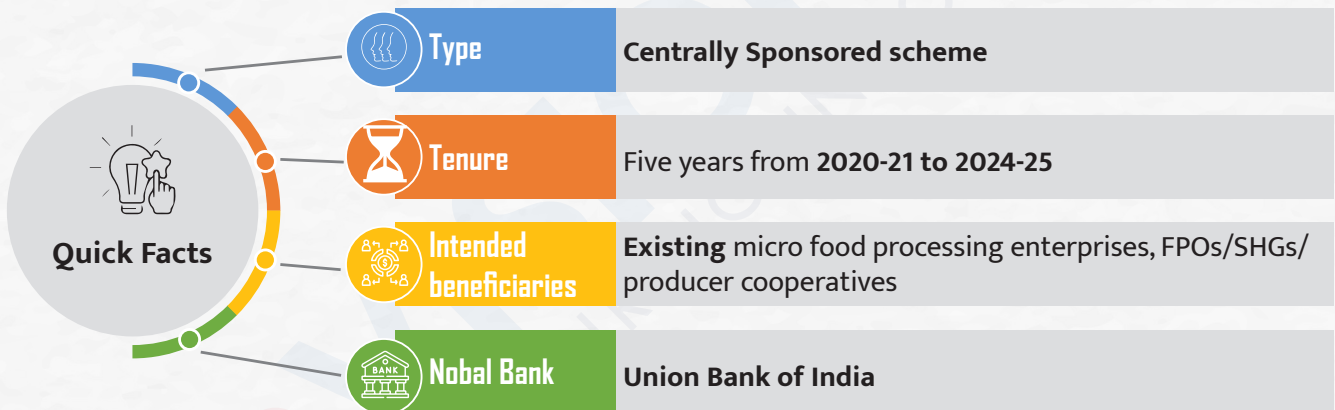 Quick Facts
Type
Centrally Sponsored scheme
Tenure
Five years from 2020-21 to 2024-25
Intended
beneficiaries
Existing micro food processing enterprises, FPOs/SHGs/
producer cooperatives
BANK
Nobal Bank
Union Bank of India